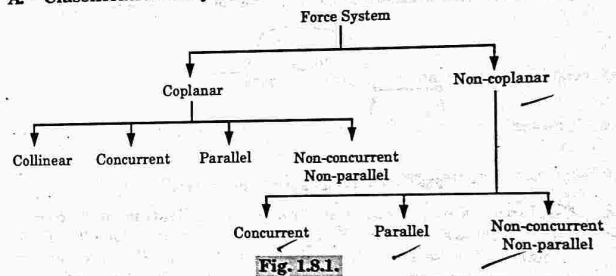 A.
Force System
Coplanar
Non-coplanar
Collinear
Concurrent
Parallel
Non-concurrent
Non-parallel
Concurrent
Parallel
Non-concurrent
Non-parallel
Fig. 1.8.1.